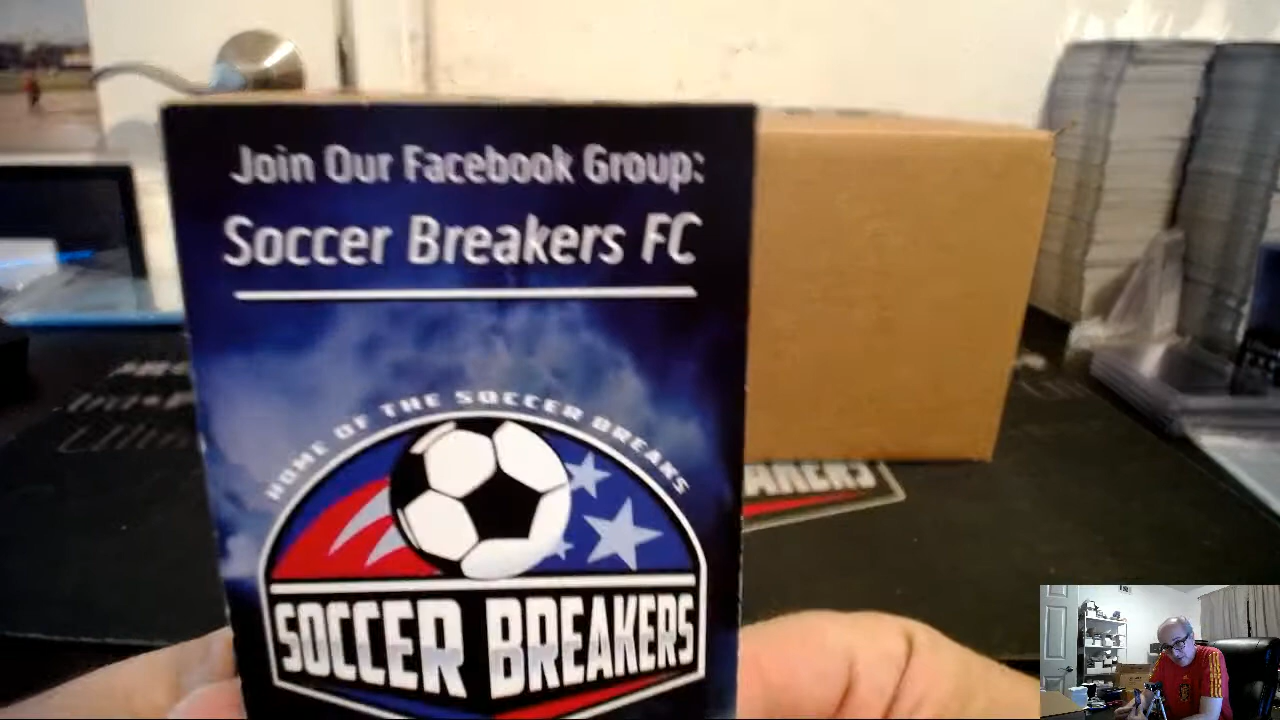 Join Our Facebook Group:
Soccer Breakers FC
HOME OF THE SOCCER BREAKS
SOCCER BREAKERS